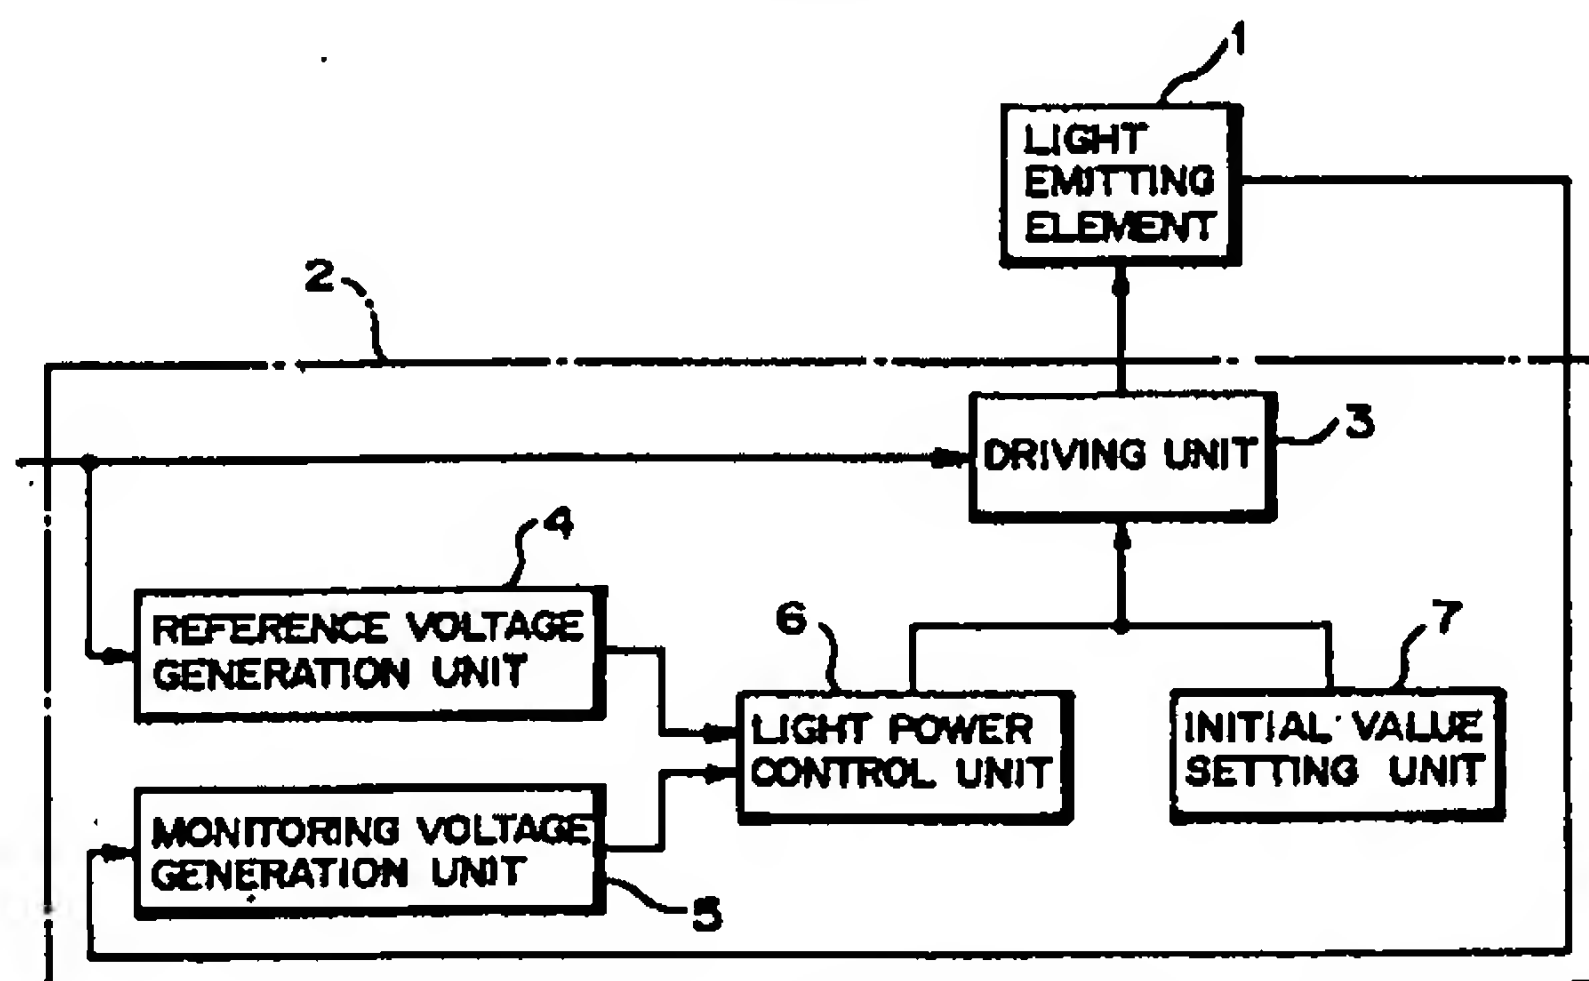 1
LIGHT
EMITTING
ELEMENT
2
DRIVING UNIT
3
4
REFERENCE VOLTAGE
GENERATION UNIT
6
7
LIGHT POWER
CONTROL UNIT
INITIAL VALUE
SETTING UNIT
MONITORING VOLTAGE
GENERATION UNIT
5